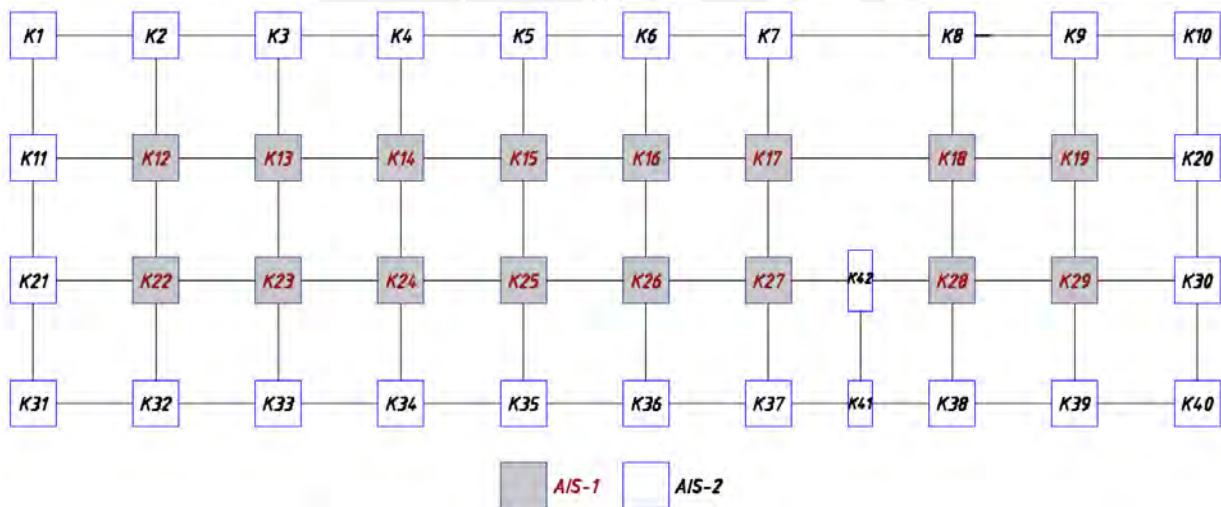 K1 K2 K3 K4 K5 K6 K7 K8 K9 K10
K11 K12 K13 K14 K15 K16 K17 K18 K19 K20
K21 K22 K23 K24 K25 K26 K27 K42 K28 K29 K30
K31 K32 K33 K34 K35 K36 K37 K41 K38 K39 K40
AIS-1 AIS-2